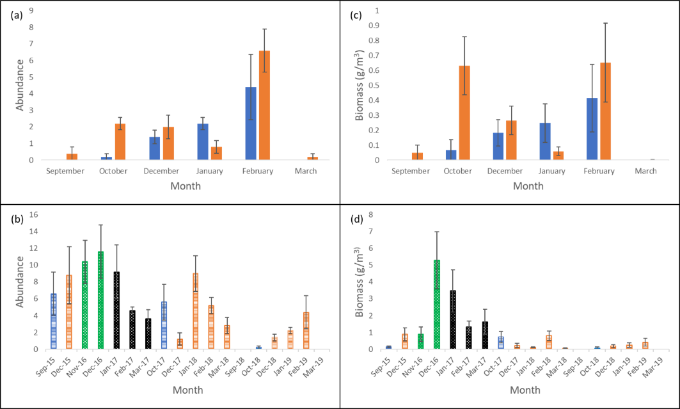 (a)
Abundance
9
8
7
6
5
4
3
2
1
0
September October December January February March
Month
(c)
Biomass (g/m³)
1
0.9
0.8
0.7
0.6
0.5
0.4
0.3
0.2
0.1
0
September October December January February March
Month
(b)
Abundance
16
14
12
10
8
6
4
2
0
Sep-15 Dec-15 Nov-16 Dec-16 Jan-17 Feb-17 Mar-17 Oct-17 Dec-17 Jan-18 Feb-18 Mar-18 Sep-18 Oct-18 Dec-18 Jan-19 Feb-19 Mar-19
Month
(d)
Biomass (g/m³)
8
7
6
5
4
3
2
1
0
Sep-15 Dec-15 Nov-16 Dec-16 Jan-17 Feb-17 Mar-17 Oct-17 Dec-17 Jan-18 Feb-18 Mar-18 Sep-18 Oct-18 Dec-18 Jan-19 Feb-19 Mar-19
Month